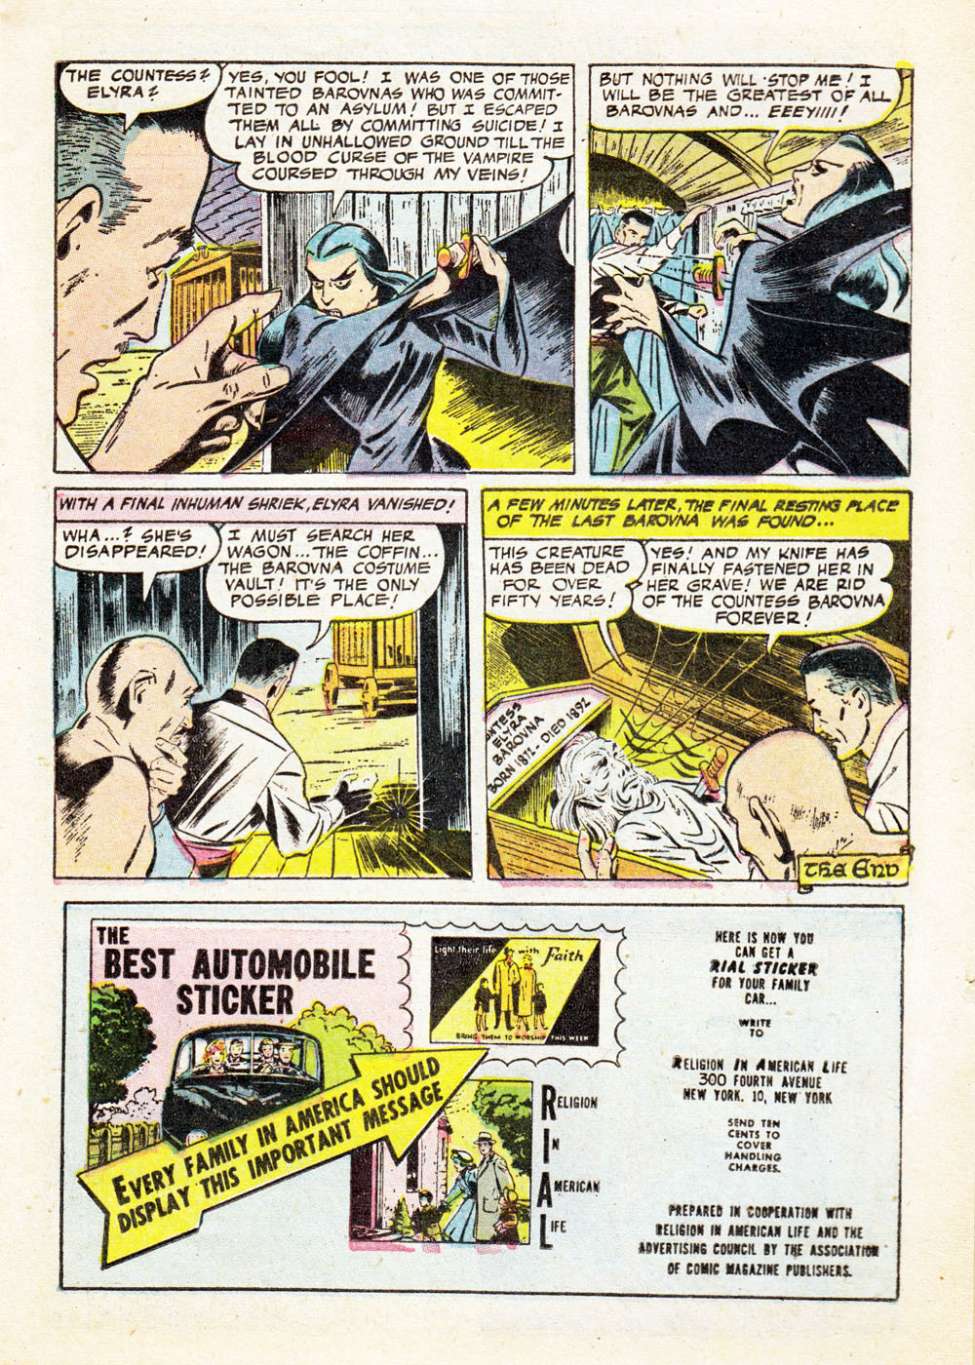 THE COUNTESS?
ELYRA?
YES, YOU FOOL! I WAS ONE OF THOSE
TAINTED BAROVNAS WHO WAS COMMIT-
TED TO AN ASYLUM! BUT I ESCAPED
THEM ALL BY COMMITTING SUICIDE! I
LAY IN UNHALLOWED GROUND TILL THE
BLOOD CURSE OF THE VAMPIRE
COURSED THROUGH MY VEINS!
BUT NOTHING WILL STOP ME! I
WILL BE THE GREATEST OF ALL
BAROVNAS AND... EEEYIIII!
WITH A FINAL INHUMAN SHRIEK, ELYRA VANISHED!
WHA...? SHE'S
DISAPPEARED!
I MUST SEARCH HER
WAGON... THE COFFIN...
THE BAROVNA COSTUME
VAULT! IT'S THE ONLY
POSSIBLE PLACE!
A FEW MINUTES LATER, THE FINAL RESTING PLACE
OF THE LAST BAROVNA WAS FOUND...
THIS CREATURE
HAS BEEN DEAD
FOR OVER
FIFTY YEARS!
YES! AND MY KNIFE HAS
FINALLY FASTENED HER IN
HER GRAVE! WE ARE RID
OF THE COUNTESS BAROVNA
FOREVER!
NTESS
ELYRA
BAROVNA
BORN 1872-DIED 1892
THE END
THE
BEST AUTOMOBILE
STICKER
Light their life with Faith
BRING THEM TO WORSHIP THIS WEEK
EVERY FAMILY IN AMERICA SHOULD
DISPLAY THIS IMPORTANT MESSAGE
RELIGION
IN
AMERICAN
LIFE
HERE IS HOW YOU
CAN GET A
RIAL STICKER
FOR YOUR FAMILY
CAR...
WRITE
TO
RELIGION IN AMERICAN LIFE
300 FOURTH AVENUE
NEW YORK, 10, NEW YORK
SEND TEN
CENTS TO
COVER
HANDLING
CHARGES.
PREPARED IN COOPERATION WITH
RELIGION IN AMERICAN LIFE AND THE
ADVERTISING COUNCIL BY THE ASSOCIATION
OF COMIC MAGAZINE PUBLISHERS.